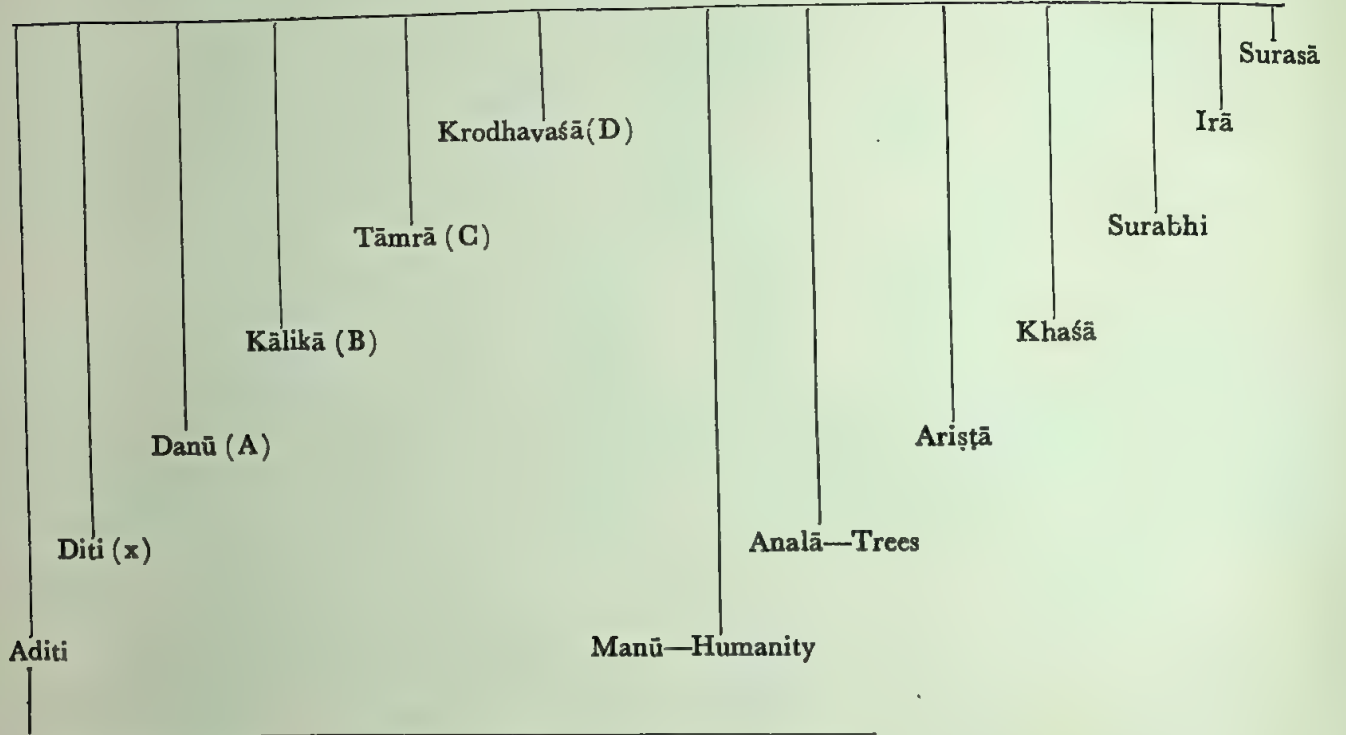 Surasā
Krodhavaśā(D) Irā
Tāmrā (C) Surabhi
Kālikā (B) Khaśā
Danū (A) Ariṣṭā
Diti (x) Analā—Trees
Aditi Manū—Humanity